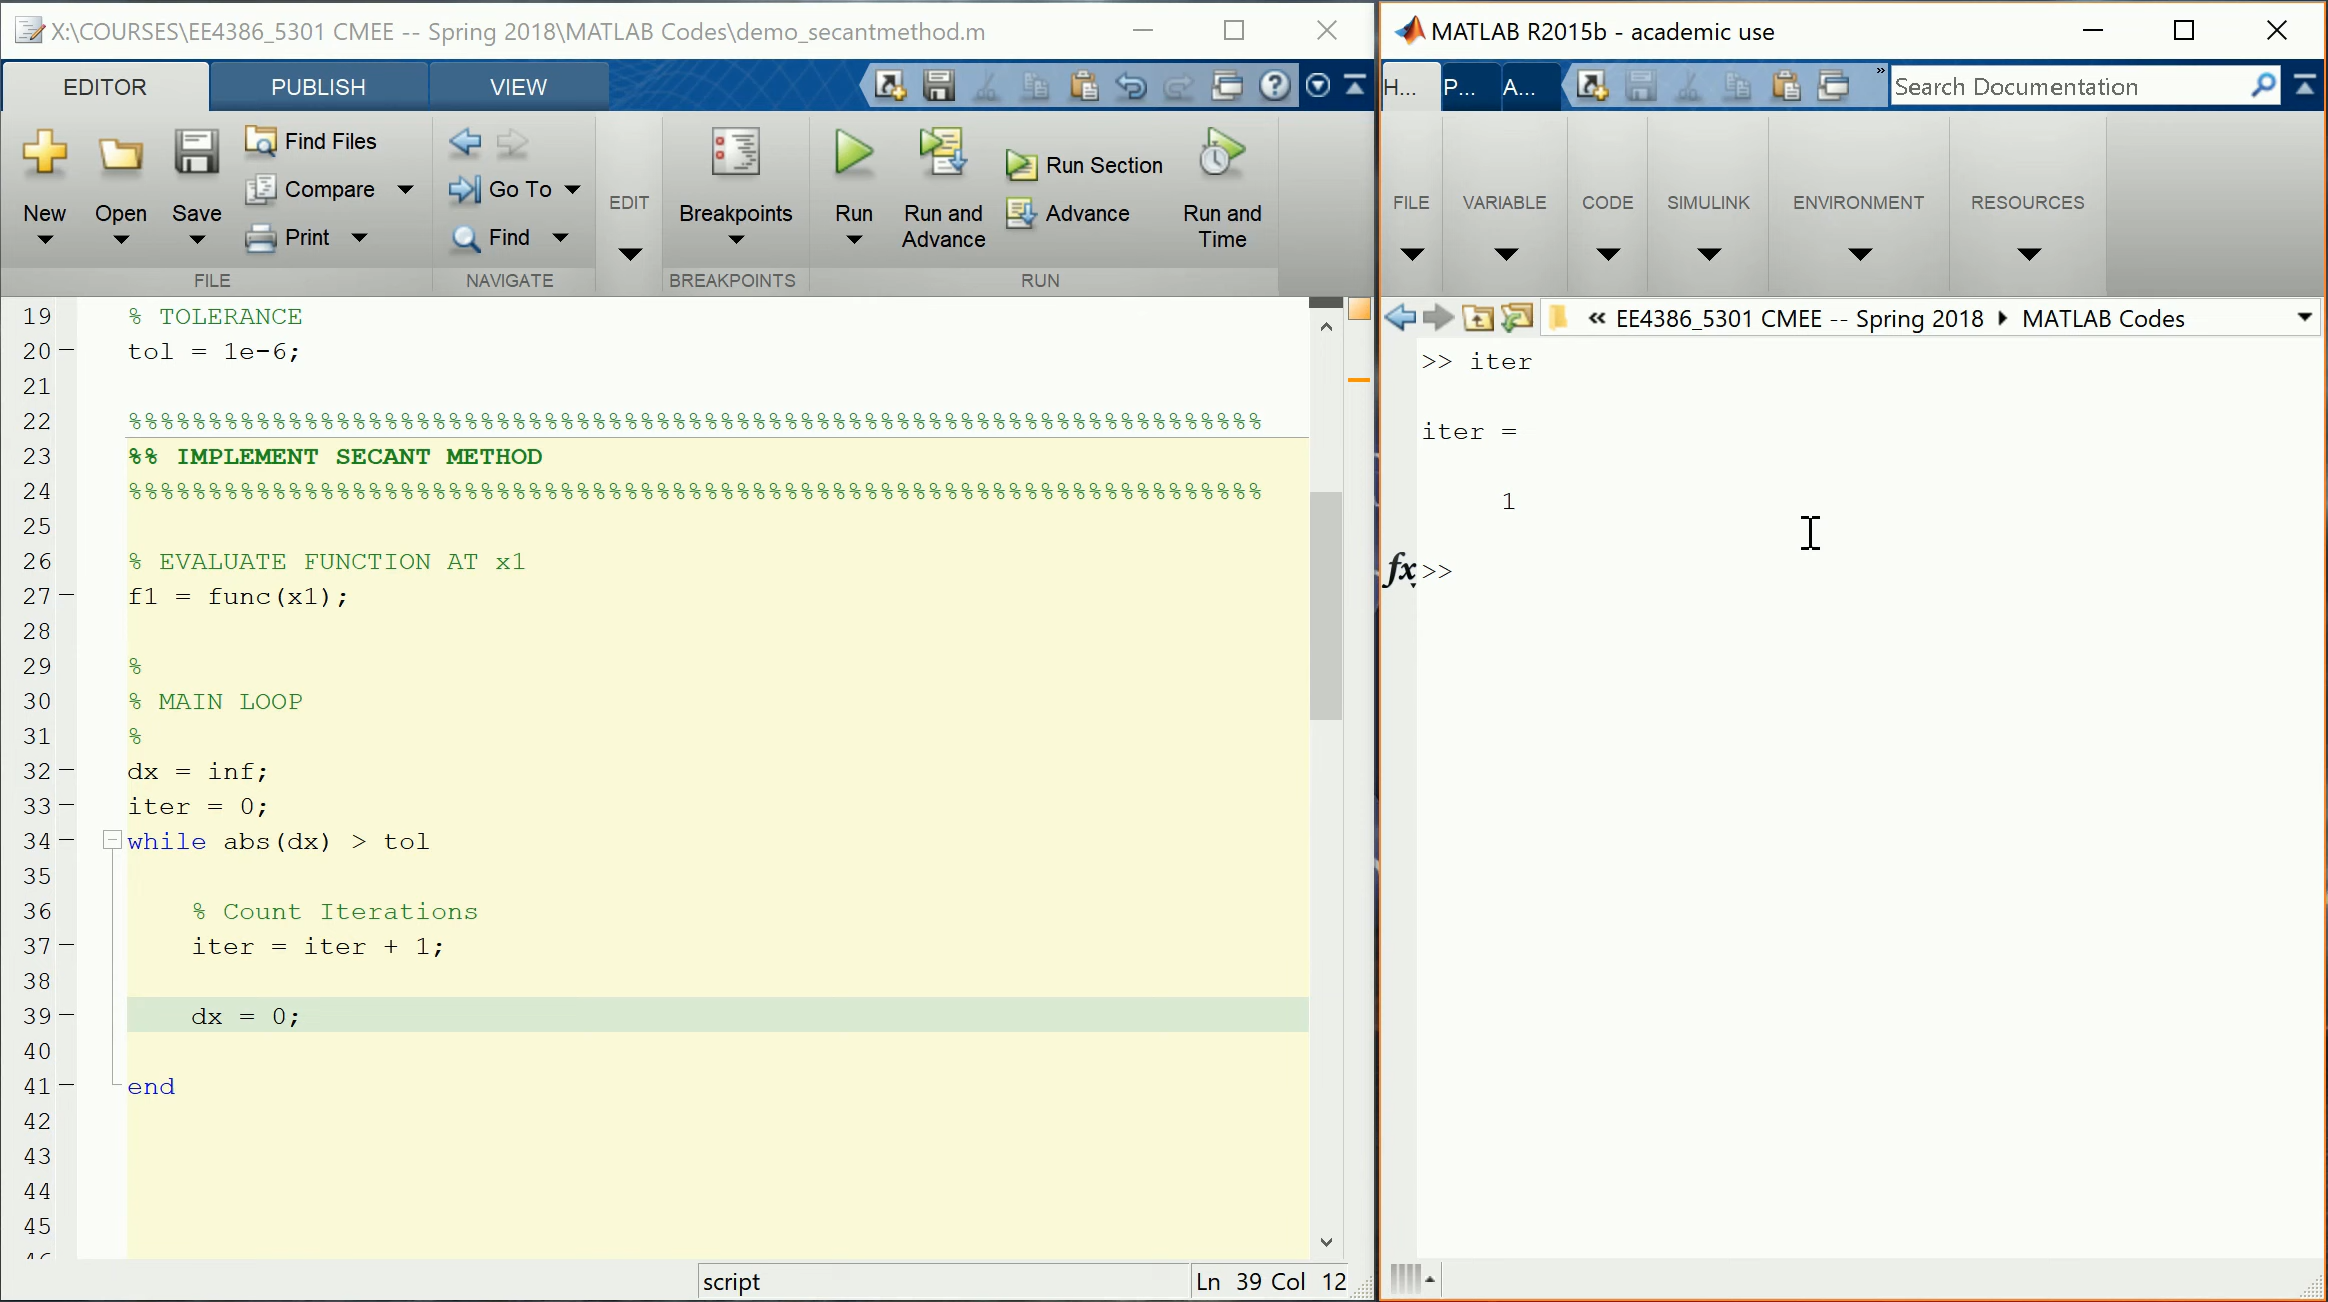 X:\COURSES\EE4386_5301 CMEE -- Spring 2018\MATLAB Codes\demo_secantmethod.m
EDITOR
PUBLISH
VIEW
New
Open
Save
Find Files
Compare
Print
FILE
Go To
Find
NAVIGATE
EDIT
Breakpoints
BREAKPOINTS
Run
Run and
Advance
Run Section
Advance
Run and
Time
RUN
19 % TOLERANCE
20 – tol = 1e-6;
21
22 %%%%%%%%%%%%%%%%%%%%%%%%%%%%%%%%%%%%%%%%%%%%%%%%%%%%%%%%%%%%%%%%%%%%%%%
23 %% IMPLEMENT SECANT METHOD
24 %%%%%%%%%%%%%%%%%%%%%%%%%%%%%%%%%%%%%%%%%%%%%%%%%%%%%%%%%%%%%%%%%%%%%%%
25
26 % EVALUATE FUNCTION AT x1
27 – f1 = func(x1);
28
29 %
30 % MAIN LOOP
31 %
32 – dx = inf;
33 – iter = 0;
34 – while abs(dx) > tol
35
36 % Count Iterations
37 – iter = iter + 1;
38
39 – dx = 0;
40
41 – end
42
43
44
45
script
Ln 39 Col 12
MATLAB R2015b - academic use
H...
P...
A...
»
Search Documentation
FILE
VARIABLE
CODE
SIMULINK
ENVIRONMENT
RESOURCES
« EE4386_5301 CMEE -- Spring 2018 ▸ MATLAB Codes
>> iter
iter =
1
fx >>